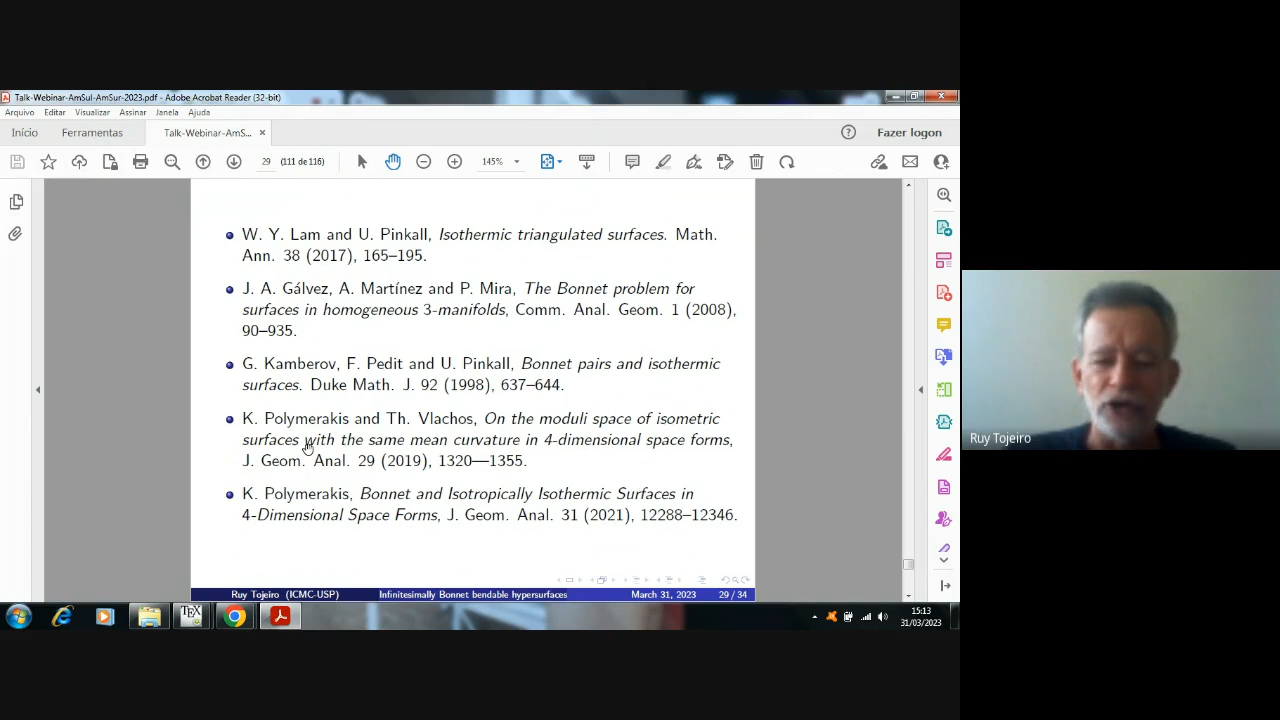 Talk-Webinar-AmSul-AmSur-2023.pdf - Adobe Acrobat Reader (32-bit)
Arquivo Editar Visualizar Assinar Janela Ajuda
Início Ferramentas Talk-Webinar-AmS... × Fazer logon
29 (111 de 116) 145%
W. Y. Lam and U. Pinkall, Isothermic triangulated surfaces. Math.
Ann. 38 (2017), 165–195.
J. A. Gálvez, A. Martínez and P. Mira, The Bonnet problem for
surfaces in homogeneous 3-manifolds, Comm. Anal. Geom. 1 (2008),
90–935.
G. Kamberov, F. Pedit and U. Pinkall, Bonnet pairs and isothermic
surfaces. Duke Math. J. 92 (1998), 637–644.
K. Polymerakis and Th. Vlachos, On the moduli space of isometric
surfaces with the same mean curvature in 4-dimensional space forms,
J. Geom. Anal. 29 (2019), 1320—1355.
K. Polymerakis, Bonnet and Isotropically Isothermic Surfaces in
4-Dimensional Space Forms, J. Geom. Anal. 31 (2021), 12288–12346.
Ruy Tojeiro (ICMC-USP) Infinitesimally Bonnet bendable hypersurfaces March 31, 2023 29 / 34
Ruy Tojeiro
TEX
15:13
31/03/2023